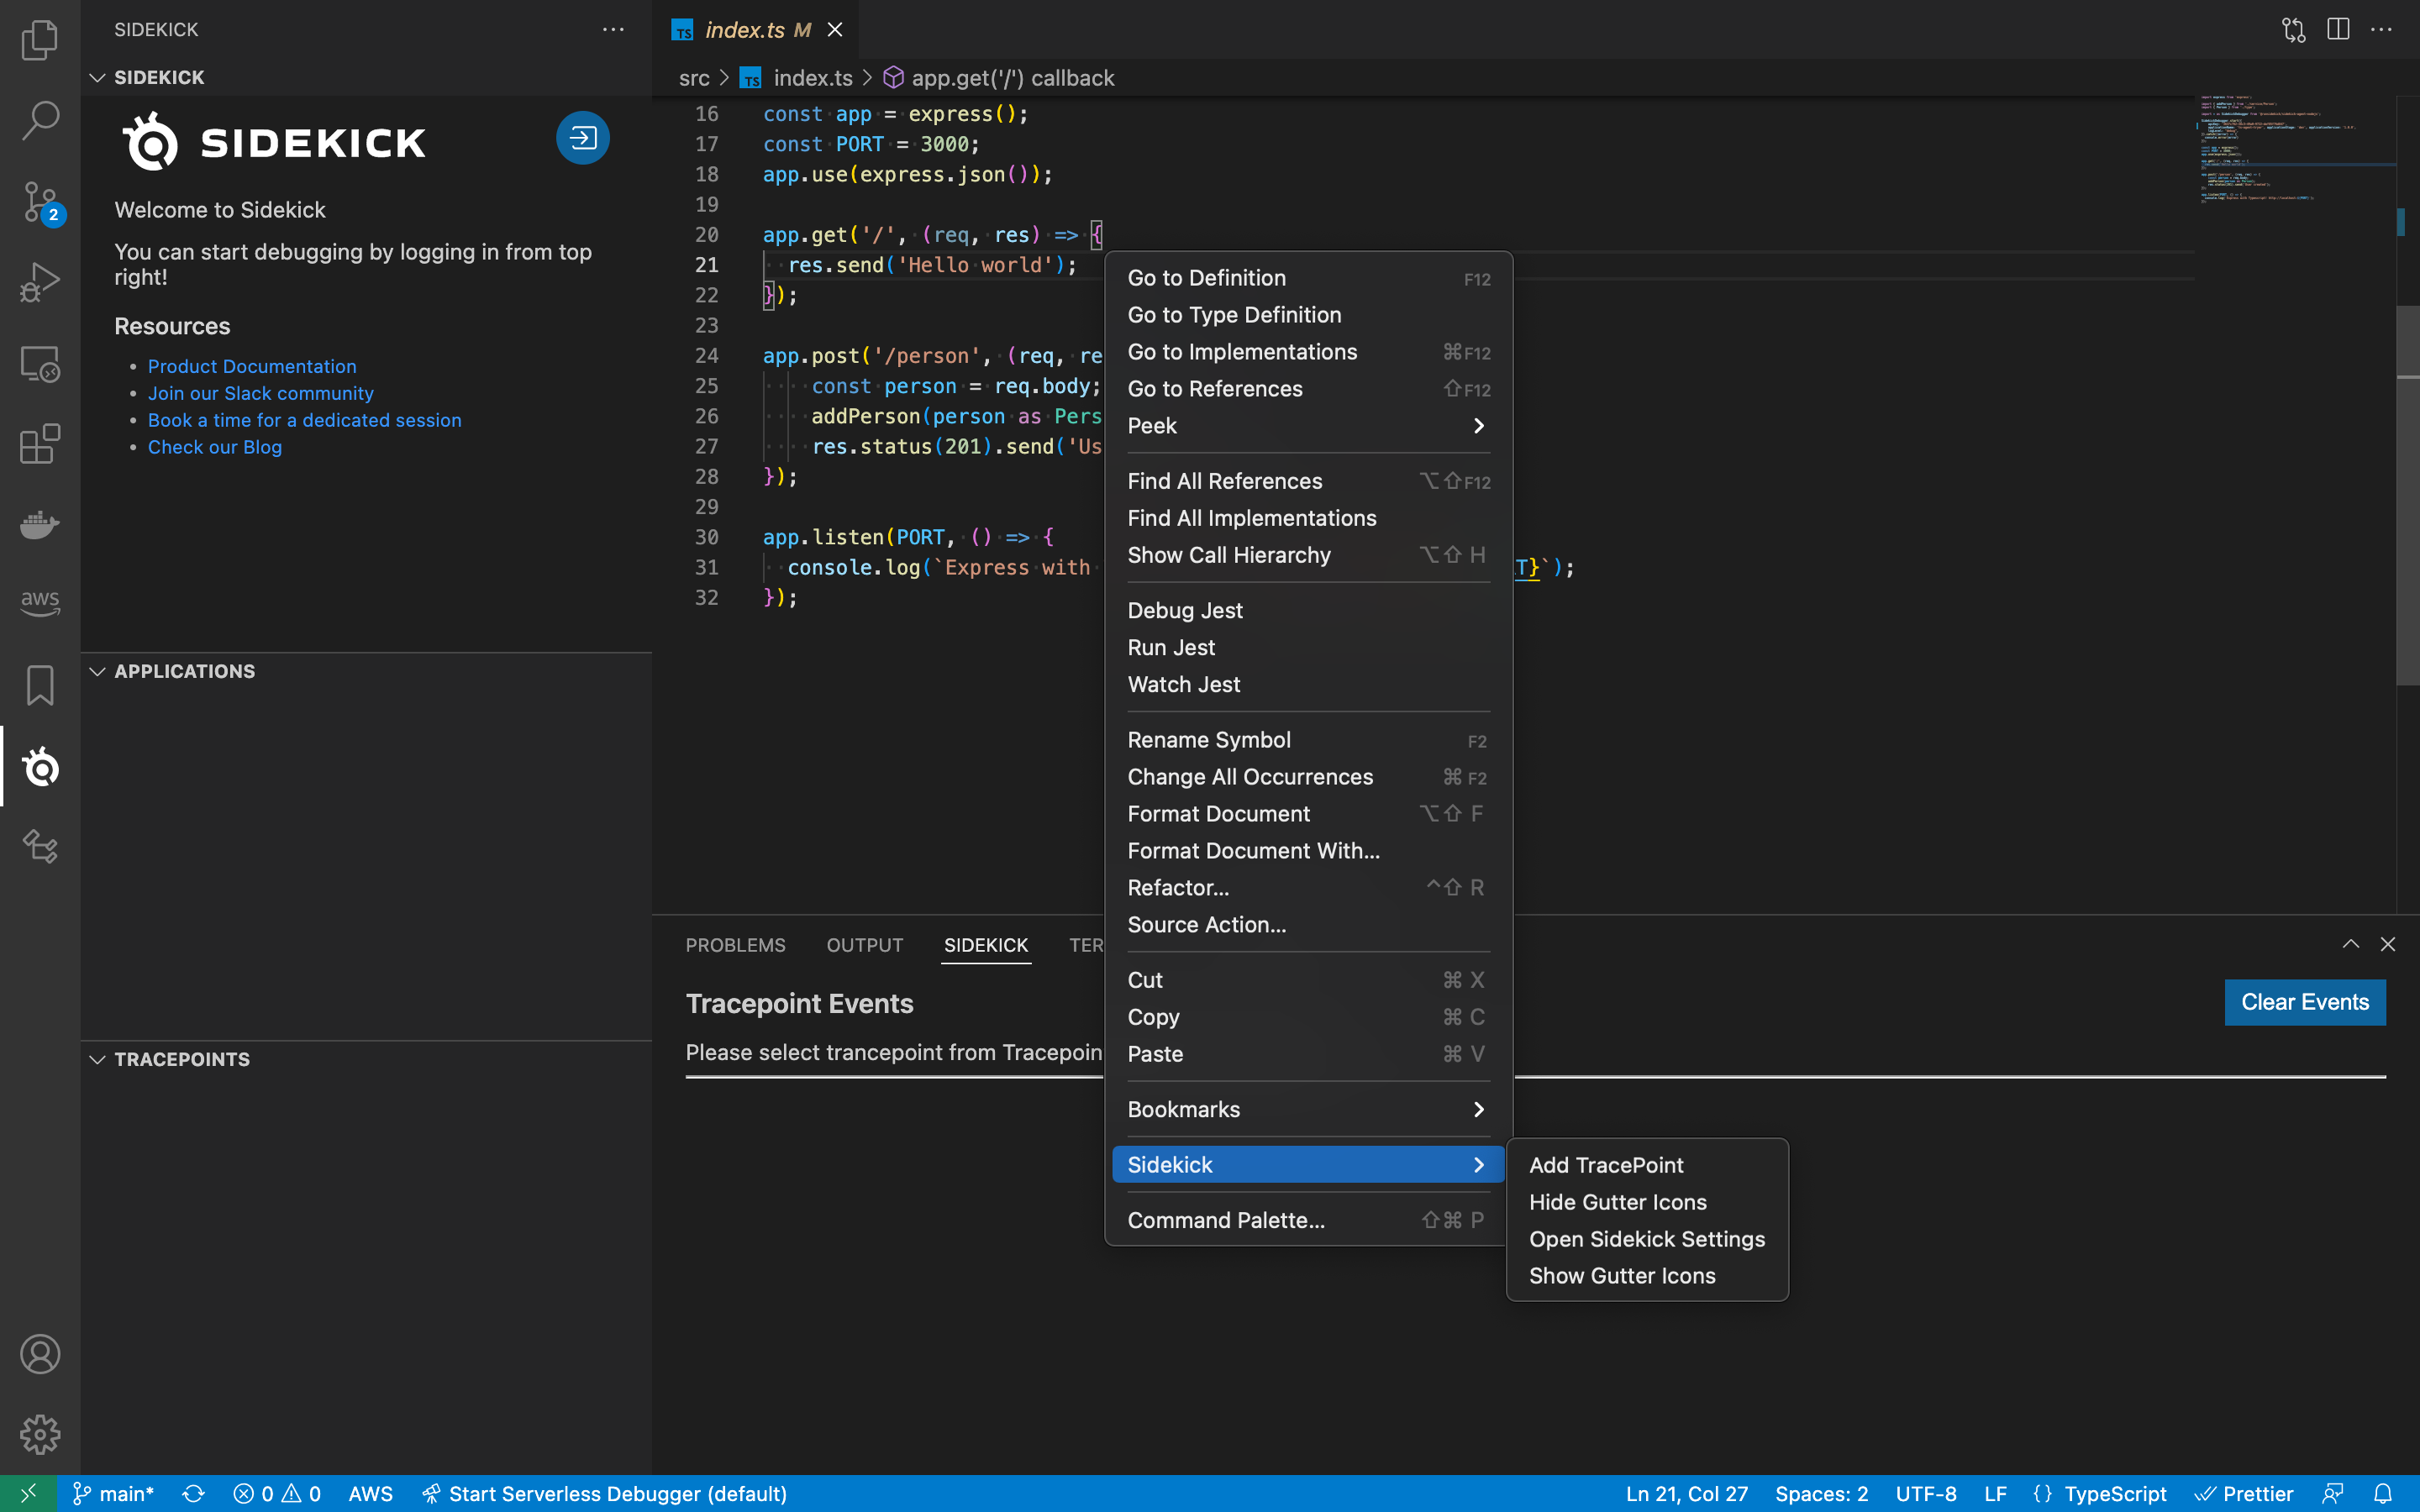 SIDEKICK
SIDEKICK
SIDEKICK
Welcome to Sidekick
You can start debugging by logging in from top
right!
Resources
Product Documentation
Join our Slack community
Book a time for a dedicated session
Check our Blog
2
aws
APPLICATIONS
TRACEPOINTS
TS index.ts M
src > TS index.ts > app.get('/') callback
16 const app = express();
17 const PORT = 3000;
18 app.use(express.json());
19
20 app.get('/', (req, res) => {
21 res.send('Hello world');
22 });
23
24 app.post('/person', (req, re
25 const person = req.body;
26 addPerson(person as Pers
27 res.status(201).send('Us
28 });
29
30 app.listen(PORT, () => {
31 console.log(`Express with T}`);
32 });
Go to Definition F12
Go to Type Definition
Go to Implementations ⌘F12
Go to References ⇧F12
Peek
Find All References ⌥⇧F12
Find All Implementations
Show Call Hierarchy ⌥⇧ H
Debug Jest
Run Jest
Watch Jest
Rename Symbol F2
Change All Occurrences ⌘ F2
Format Document ⌥⇧ F
Format Document With...
Refactor... ^⇧ R
Source Action...
Cut ⌘ X
Copy ⌘ C
Paste ⌘ V
Bookmarks
Sidekick
Command Palette... ⇧⌘ P
Add TracePoint
Hide Gutter Icons
Open Sidekick Settings
Show Gutter Icons
PROBLEMS OUTPUT SIDEKICK TER
Tracepoint Events
Clear Events
Please select trancepoint from Tracepoin
main* 0 0 AWS Start Serverless Debugger (default) Ln 21, Col 27 Spaces: 2 UTF-8 LF {} TypeScript Prettier